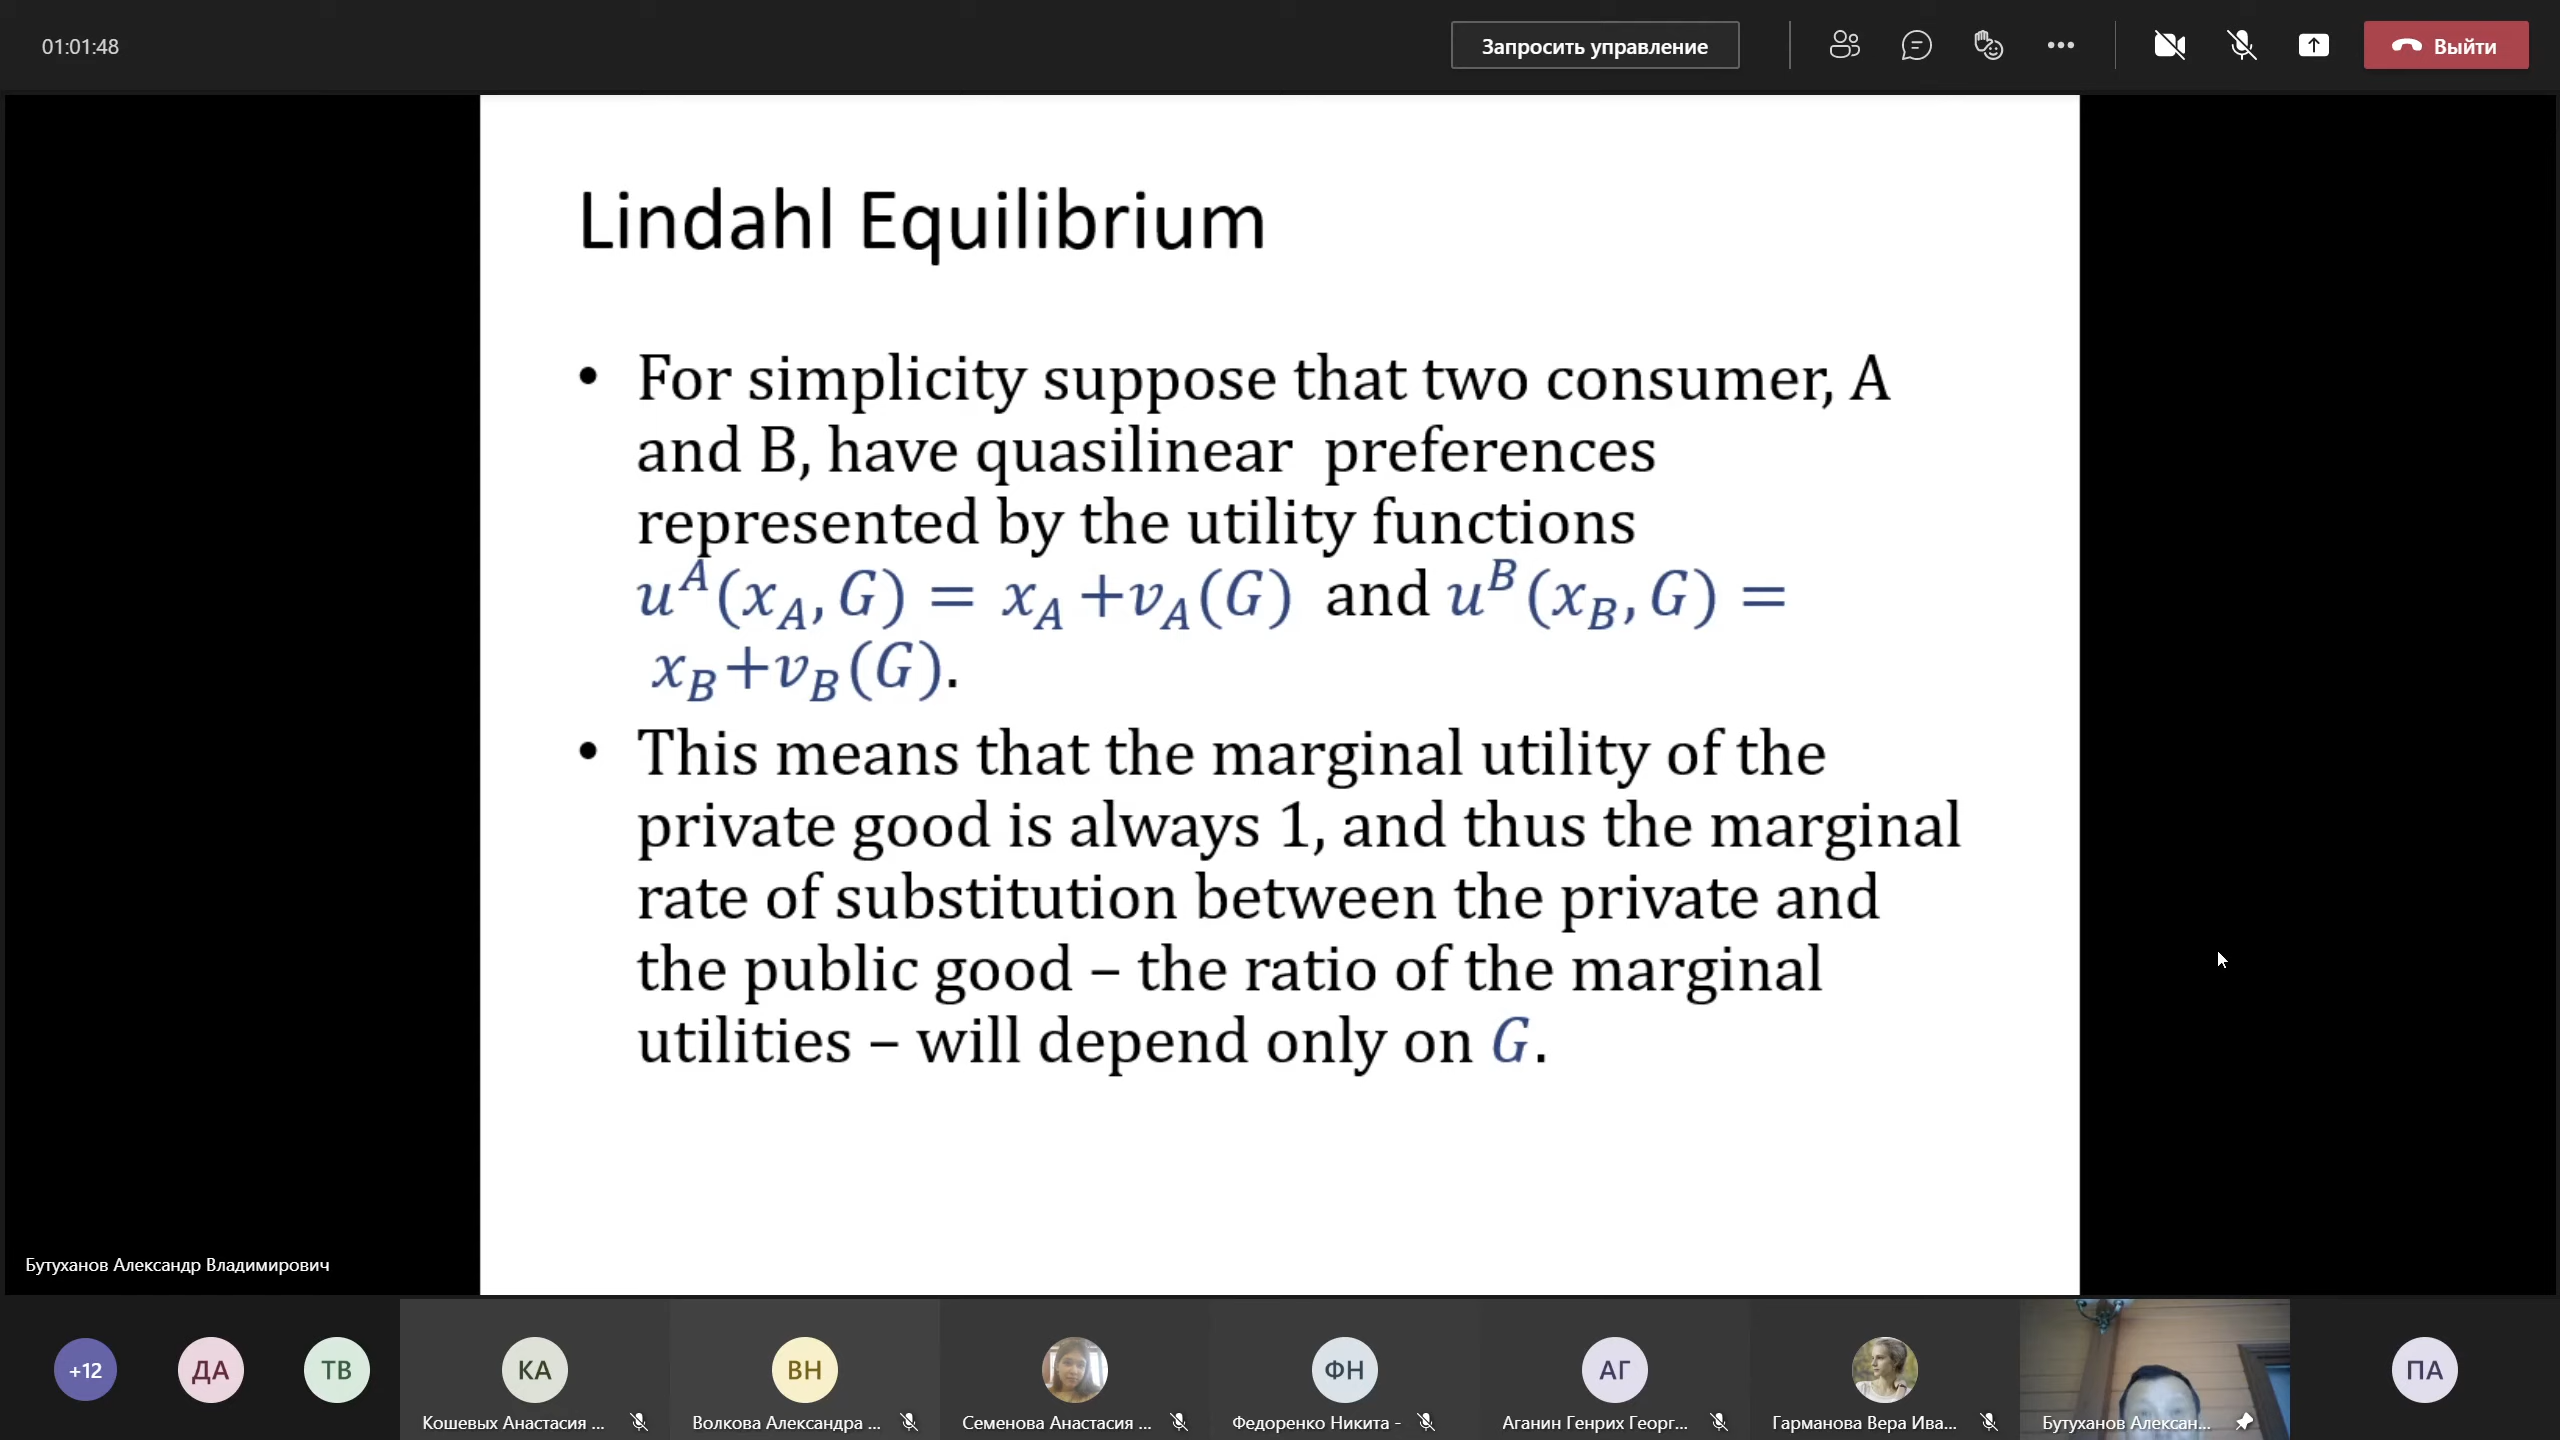 01:01:48
Запросить управление
Выйти
Lindahl Equilibrium
• For simplicity suppose that two consumer, A
and B, have quasilinear preferences
represented by the utility functions
u^A(x_A, G) = x_A +v_A(G) and u^B(x_B, G) =
x_B+v_B(G).
• This means that the marginal utility of the
private good is always 1, and thus the marginal
rate of substitution between the private and
the public good – the ratio of the marginal
utilities – will depend only on G.
Бутуханов Александр Владимирович
+12
ДА
ТВ
КА
ВН
ФН
АГ
ПА
Кошевых Анастасия ...
Волкова Александра ...
Семенова Анастасия ...
Федоренко Никита -
Аганин Генрих Георг...
Гарманова Вера Ива...
Бутуханов Алексан...